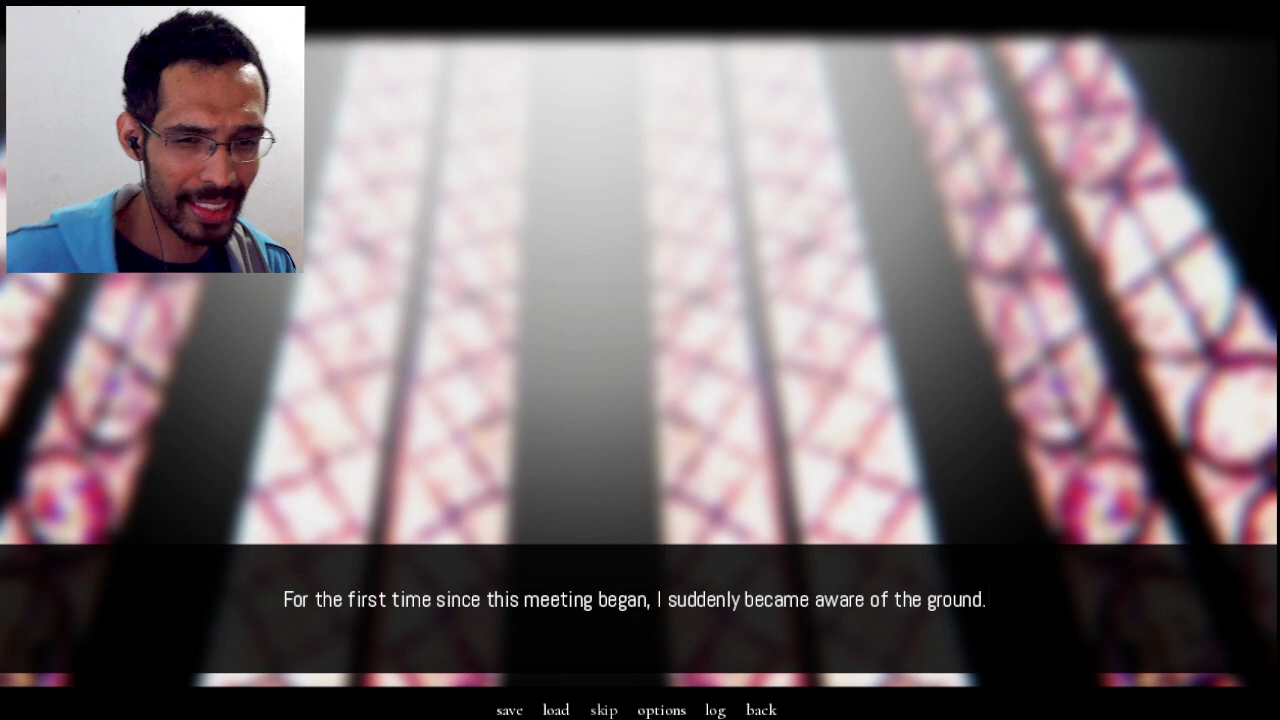 For the first time since this meeting began, I suddenly became aware of the ground.
save load skip options log back